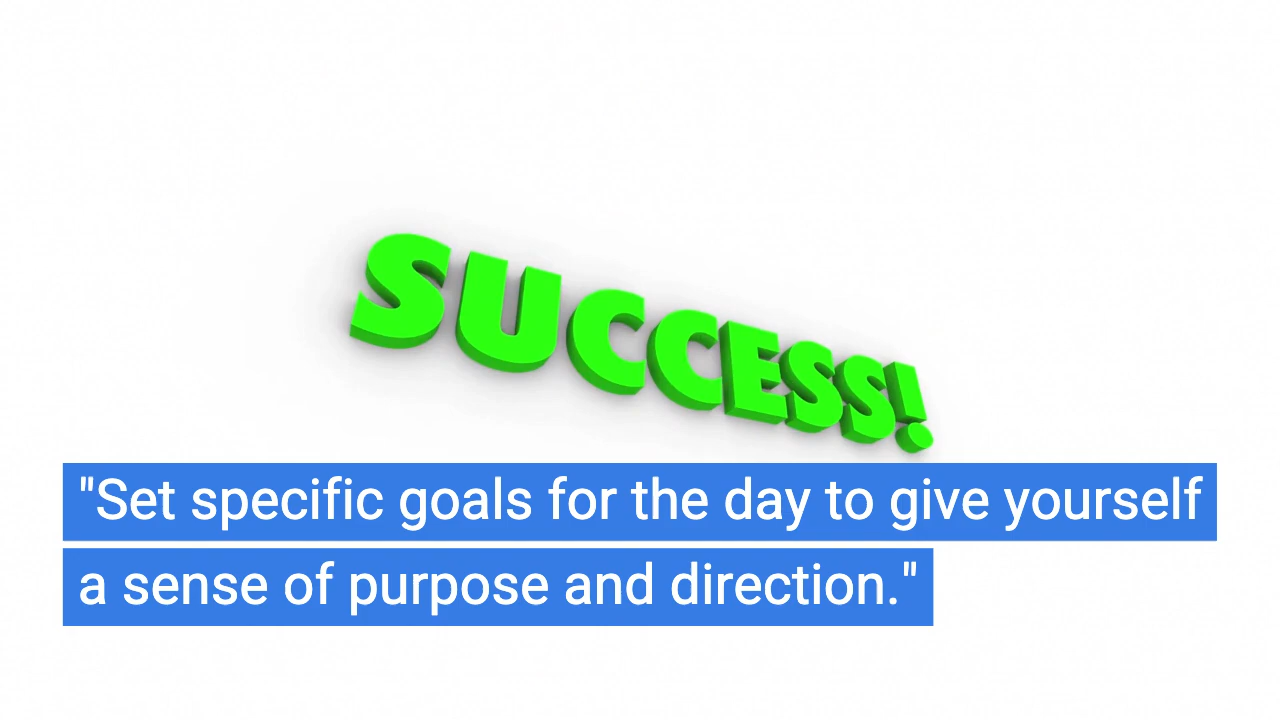 SUCCESS!
"Set specific goals for the day to give yourself
a sense of purpose and direction."